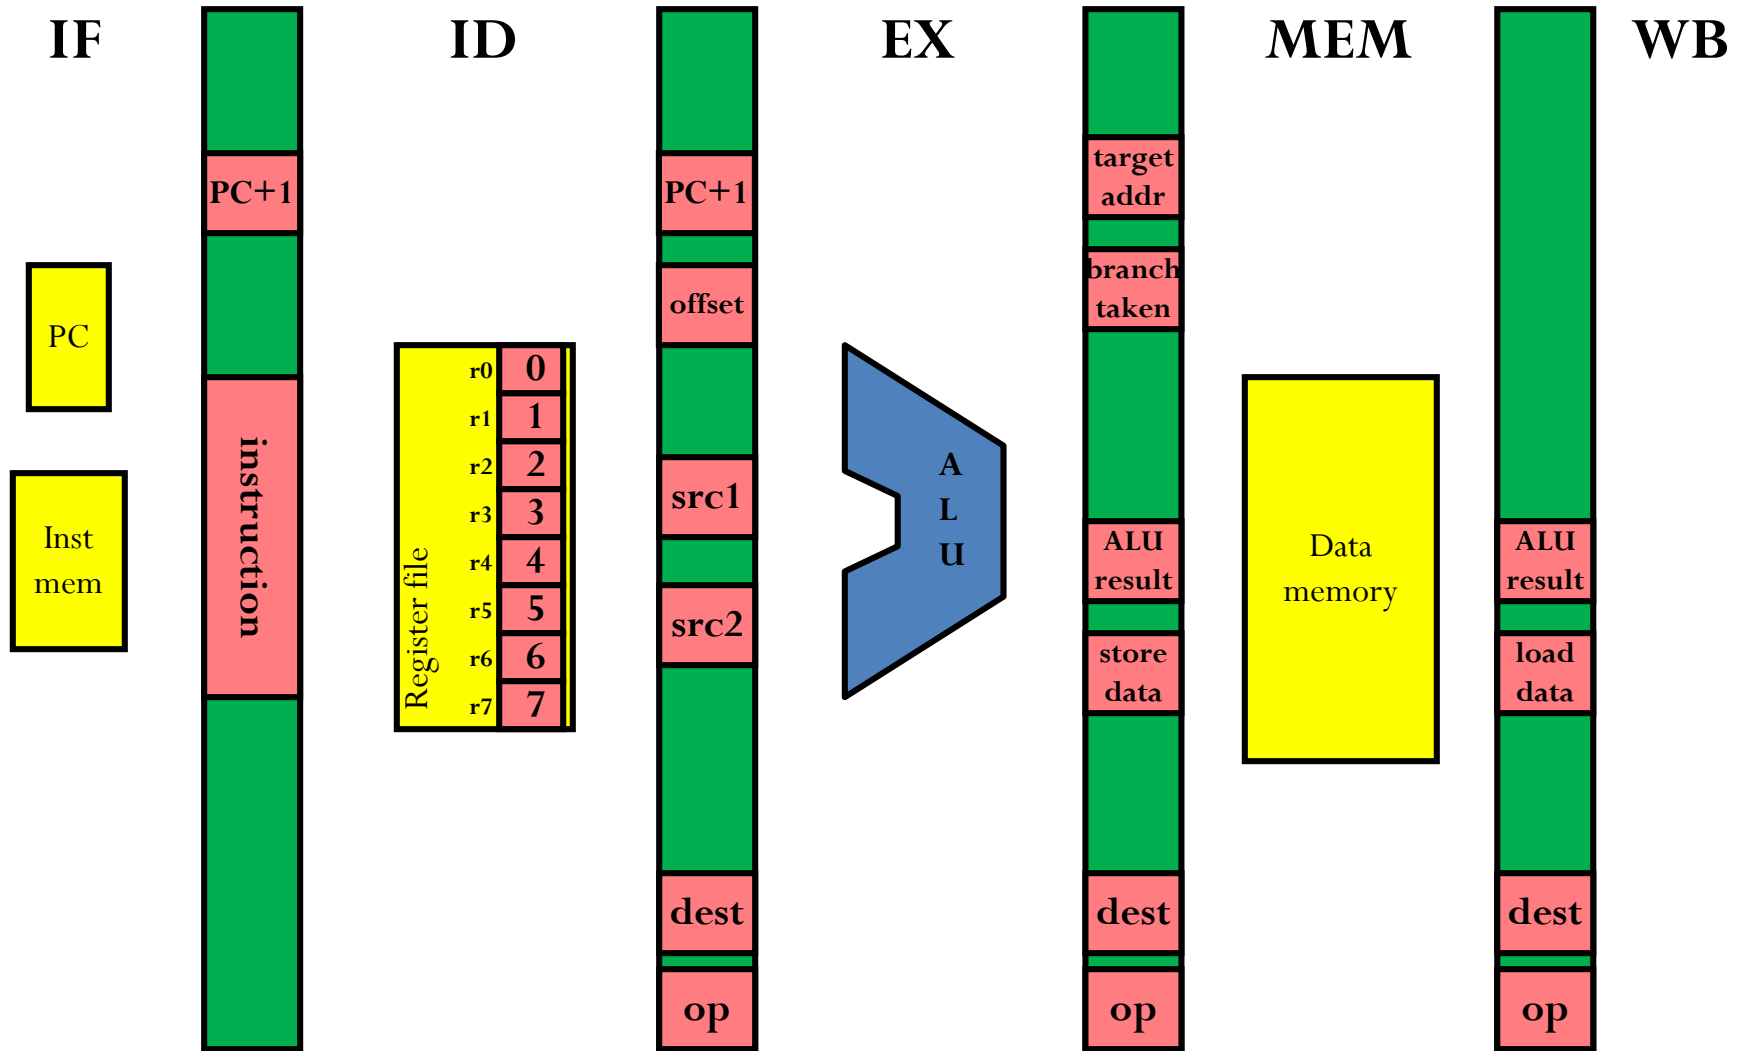 IF
ID
EX
MEM
WB
PC
Inst
mem
PC+1
instruction
Register file
r0 0
r1 1
r2 2
r3 3
r4 4
r5 5
r6 6
r7 7
PC+1
offset
src1
src2
dest
op
A
L
U
target
addr
branch
taken
ALU
result
store
data
dest
op
Data
memory
ALU
result
load
data
dest
op